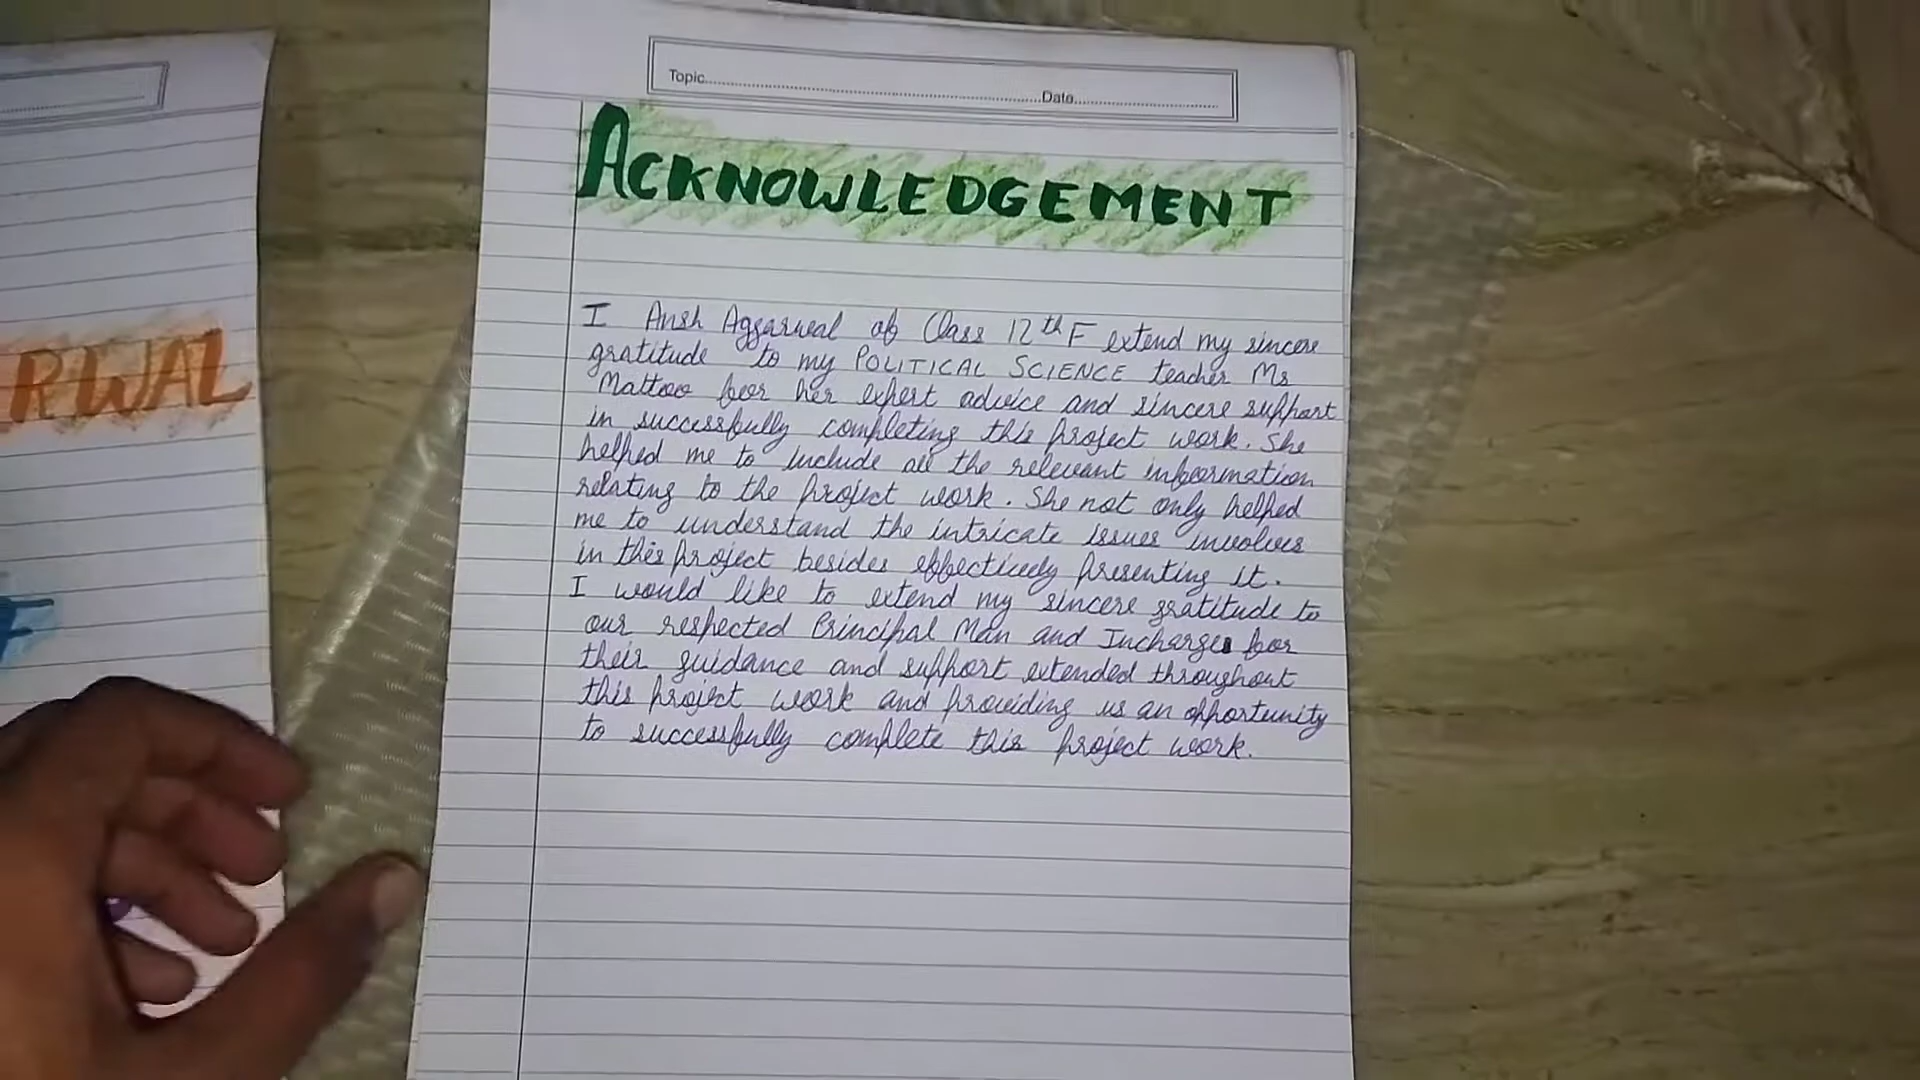 Topic..........Date..........
ACKNOWLEDGEMENT
RWAL
I Ansh Aggarwal of Class 12th F extend my sincere
gratitude to my POLITICAL SCIENCE teacher Ms
Mattoo for her expert advice and sincere support
in successfully completing this project work. She
helped me to include all the relevant information
relating to the project work. She not only helped
me to understand the intricate issues involves
in this project besides effectively presenting it.
I would like to extend my sincere gratitude to
our respected Principal Mam and Incharge for
their guidance and support extended throughout
this project work and providing us an opportunity
to successfully complete this project work.